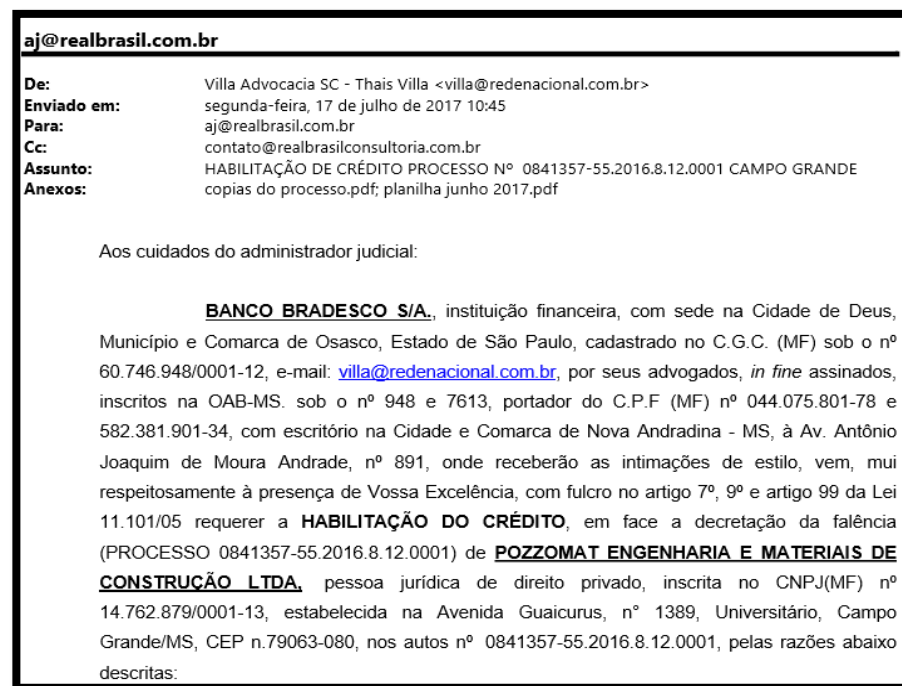 aj@realbrasil.com.br
De: Villa Advocacia SC - Thais Villa <villa@redenacional.com.br>
Enviado em: segunda-feira, 17 de julho de 2017 10:45
Para: aj@realbrasil.com.br
Cc: contato@realbrasilconsultoria.com.br
Assunto: HABILITAÇÃO DE CRÉDITO PROCESSO Nº 0841357-55.2016.8.12.0001 CAMPO GRANDE
Anexos: copias do processo.pdf; planilha junho 2017.pdf
Aos cuidados do administrador judicial:
BANCO BRADESCO S/A., instituição financeira, com sede na Cidade de Deus,
Município e Comarca de Osasco, Estado de São Paulo, cadastrado no C.G.C. (MF) sob o nº
60.746.948/0001-12, e-mail: villa@redenacional.com.br, por seus advogados, in fine assinados,
inscritos na OAB-MS. sob o nº 948 e 7613, portador do C.P.F (MF) nº 044.075.801-78 e
582.381.901-34, com escritório na Cidade e Comarca de Nova Andradina - MS, à Av. Antônio
Joaquim de Moura Andrade, nº 891, onde receberão as intimações de estilo, vem, mui
respeitosamente à presença de Vossa Excelência, com fulcro no artigo 7º, 9º e artigo 99 da Lei
11.101/05 requerer a HABILITAÇÃO DO CRÉDITO, em face a decretação da falência
(PROCESSO 0841357-55.2016.8.12.0001) de POZZOMAT ENGENHARIA E MATERIAIS DE
CONSTRUÇÃO LTDA, pessoa jurídica de direito privado, inscrita no CNPJ(MF) nº
14.762.879/0001-13, estabelecida na Avenida Guaicurus, n° 1389, Universitário, Campo
Grande/MS, CEP n.79063-080, nos autos nº 0841357-55.2016.8.12.0001, pelas razões abaixo
descritas: